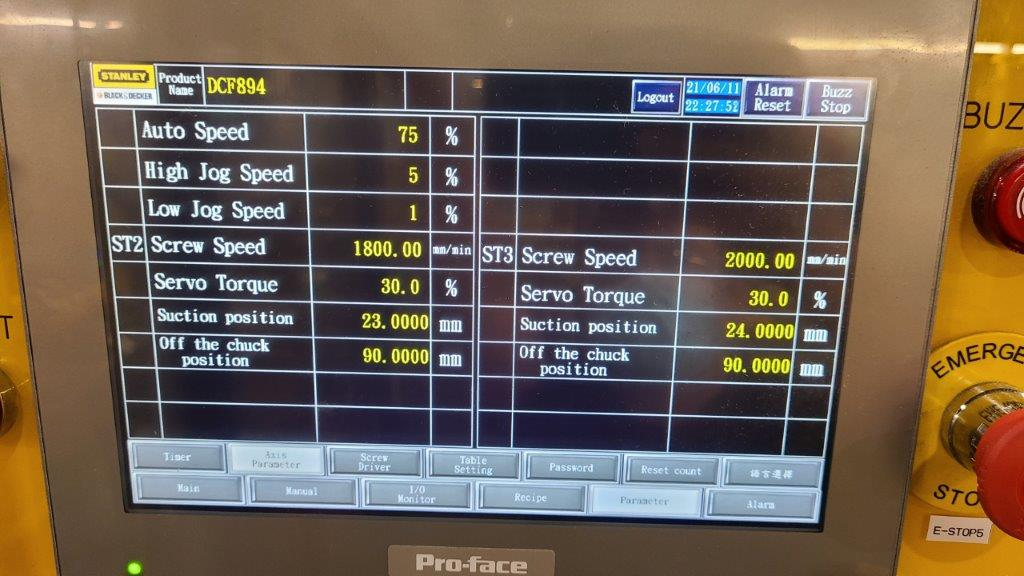 STANLEY
BLACK & DECKER
Product Name
DCF894
Logout
21/06/11
22:27:52
Alarm Reset
Buzz Stop
BUZ
Auto Speed 75 %
High Jog Speed 5 %
Low Jog Speed 1 %
ST2 Screw Speed 1800.00 mm/min
ST3 Screw Speed 2000.00 mm/min
Servo Torque 30.0 %
Servo Torque 30.0 %
Suction position 23.0000 mm
Suction position 24.0000 mm
Off the chuck position 90.0000 mm
Off the chuck position 90.0000 mm
Timer
Axis Parameter
Screw Driver
Table Setting
Password
Reset count
語言選擇
Main
Manual
I/O Monitor
Recipe
Parameter
Alarm
T
EMERGE
STO
E-STOP5
Pro-face